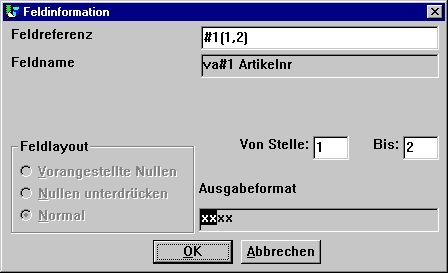 Feldinformation
Feldreferenz #1(1,2)
Feldname va#1 Artikelnr
Von Stelle: 1 Bis: 2
Feldlayout
Vorangestellte Nullen
Nullen unterdrücken
Normal
Ausgabeformat
xxxx
OK Abbrechen